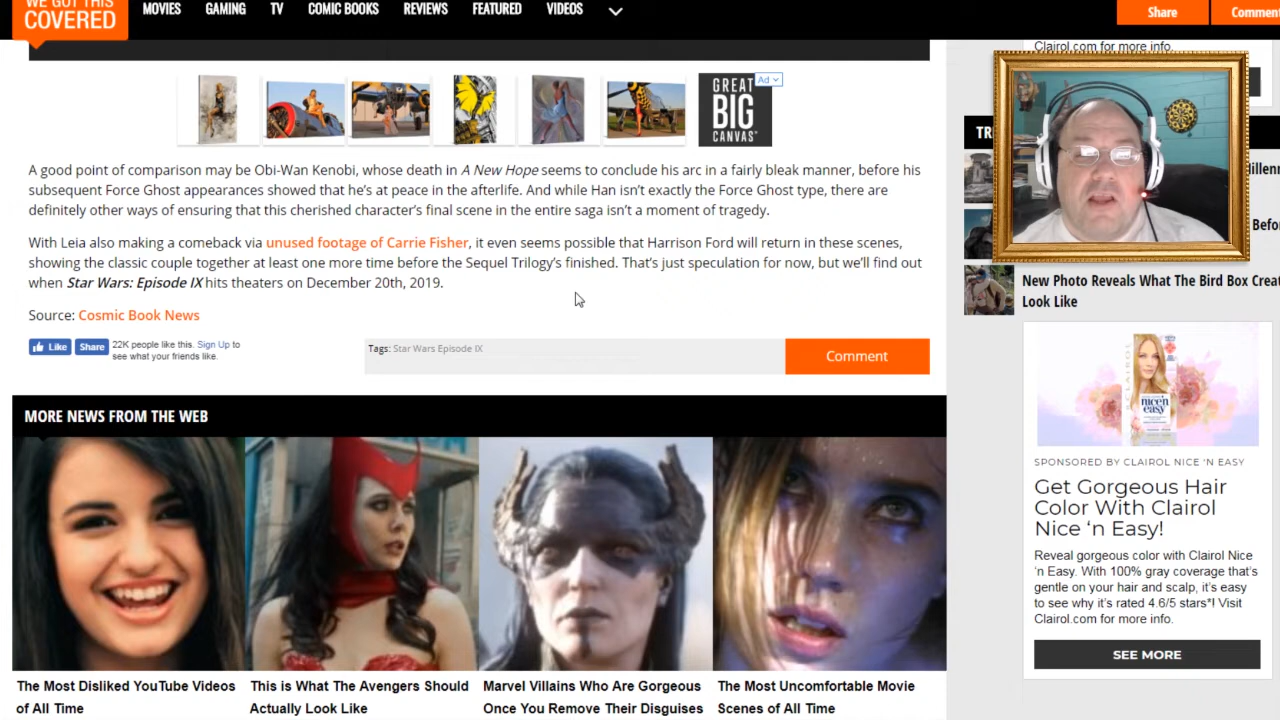 WE GOT THIS
COVERED
MOVIES GAMING TV COMIC BOOKS REVIEWS FEATURED VIDEOS
Share Comment
Clairol.com for more info.
GREAT
BIG
CANVAS
Ad
A good point of comparison may be Obi-Wan Kenobi, whose death in A New Hope seems to conclude his arc in a fairly bleak manner, before his
subsequent Force Ghost appearances showed that he's at peace in the afterlife. And while Han isn't exactly the Force Ghost type, there are
definitely other ways of ensuring that this cherished character's final scene in the entire saga isn't a moment of tragedy.
With Leia also making a comeback via unused footage of Carrie Fisher, it even seems possible that Harrison Ford will return in these scenes,
showing the classic couple together at least one more time before the Sequel Trilogy's finished. That's just speculation for now, but we'll find out
when Star Wars: Episode IX hits theaters on December 20th, 2019.
Source: Cosmic Book News
Like Share 22K people like this. Sign Up to
see what your friends like.
Tags: Star Wars Episode IX
Comment
MORE NEWS FROM THE WEB
The Most Disliked YouTube Videos
of All Time
This is What The Avengers Should
Actually Look Like
Marvel Villains Who Are Gorgeous
Once You Remove Their Disguises
The Most Uncomfortable Movie
Scenes of All Time
TR
Befo
New Photo Reveals What The Bird Box Crea
Look Like
CLAIROL
nice'n
easy
SPONSORED BY CLAIROL NICE 'N EASY
Get Gorgeous Hair
Color With Clairol
Nice 'n Easy!
Reveal gorgeous color with Clairol Nice
'n Easy. With 100% gray coverage that's
gentle on your hair and scalp, it's easy
to see why it's rated 4.6/5 stars*! Visit
Clairol.com for more info.
SEE MORE